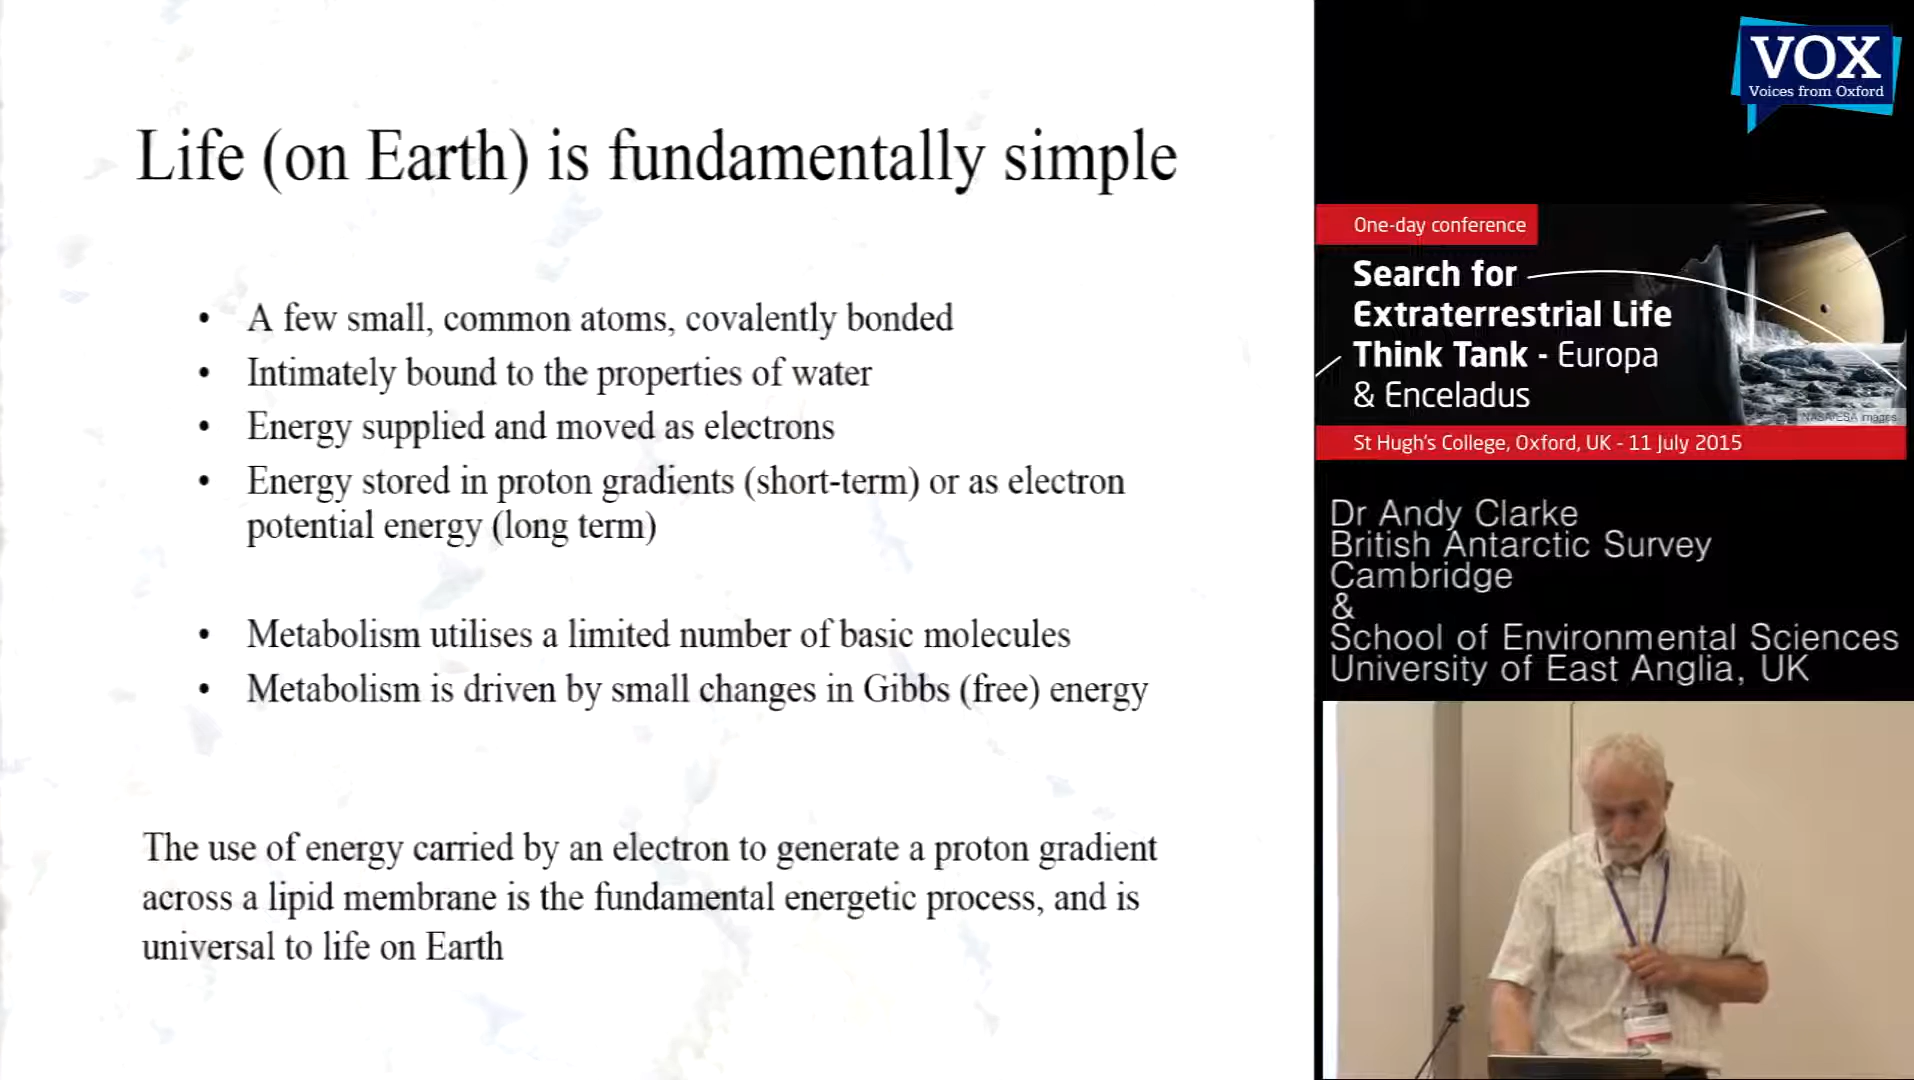 Life (on Earth) is fundamentally simple
• A few small, common atoms, covalently bonded
• Intimately bound to the properties of water
• Energy supplied and moved as electrons
• Energy stored in proton gradients (short-term) or as electron
potential energy (long term)
• Metabolism utilises a limited number of basic molecules
• Metabolism is driven by small changes in Gibbs (free) energy
The use of energy carried by an electron to generate a proton gradient
across a lipid membrane is the fundamental energetic process, and is
universal to life on Earth
VOX
Voices from Oxford
One-day conference
Search for
Extraterrestrial Life
Think Tank - Europa
& Enceladus
NASA/ESA images
St Hugh's College, Oxford, UK - 11 July 2015
Dr Andy Clarke
British Antarctic Survey
Cambridge
&
School of Environmental Sciences
University of East Anglia, UK